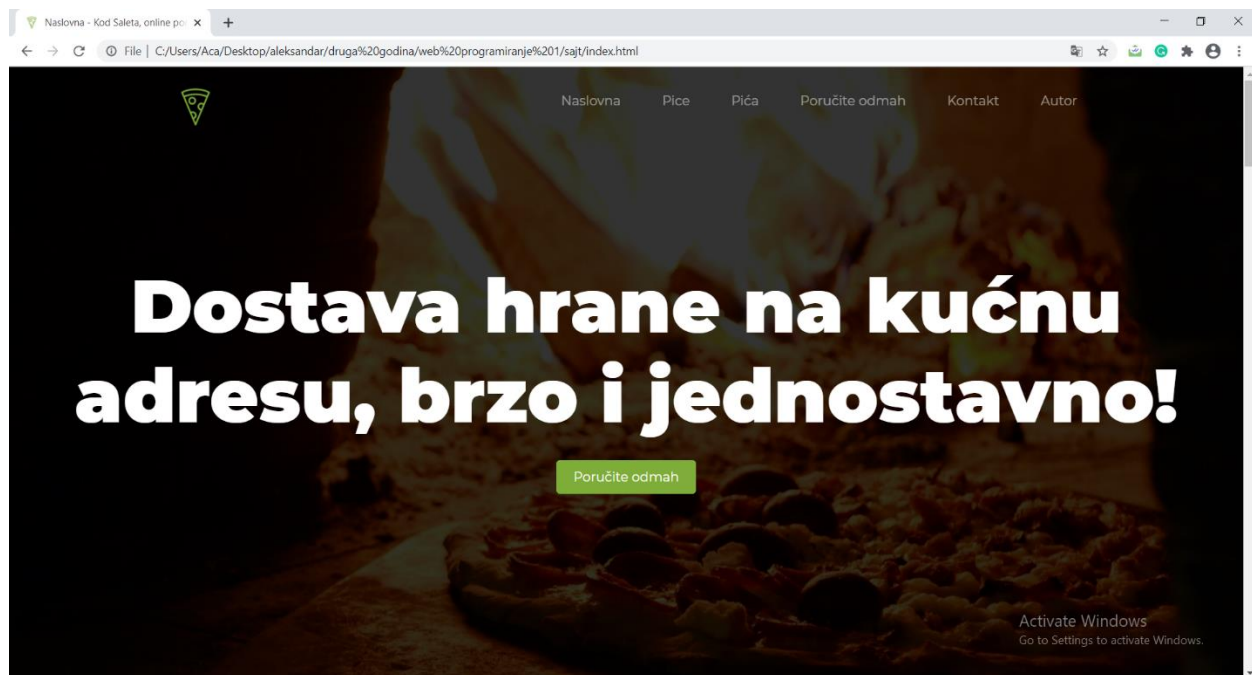 Naslovna - Kod Saleta, online po
File | C:/Users/Aca/Desktop/aleksandar/druga%20godina/web%20programiranje%201/sajt/index.html
Naslovna Pice Pića Poručite odmah Kontakt Autor
Dostava hrane na kućnu
adresu, brzo i jednostavno!
Poručite odmah
Activate Windows
Go to Settings to activate Windows.